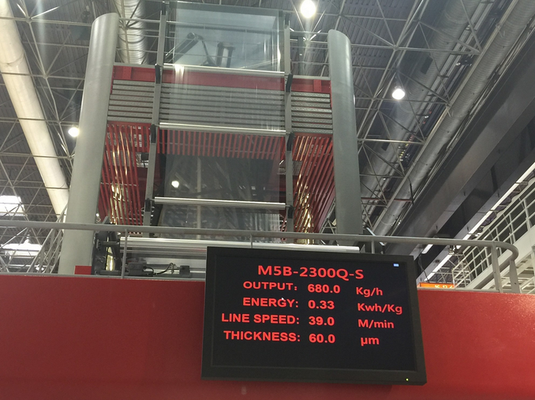 M5B-2300Q-S
OUTPUT: 680.0 Kg/h
ENERGY: 0.33 Kwh/Kg
LINE SPEED: 39.0 M/min
THICKNESS: 60.0 µm